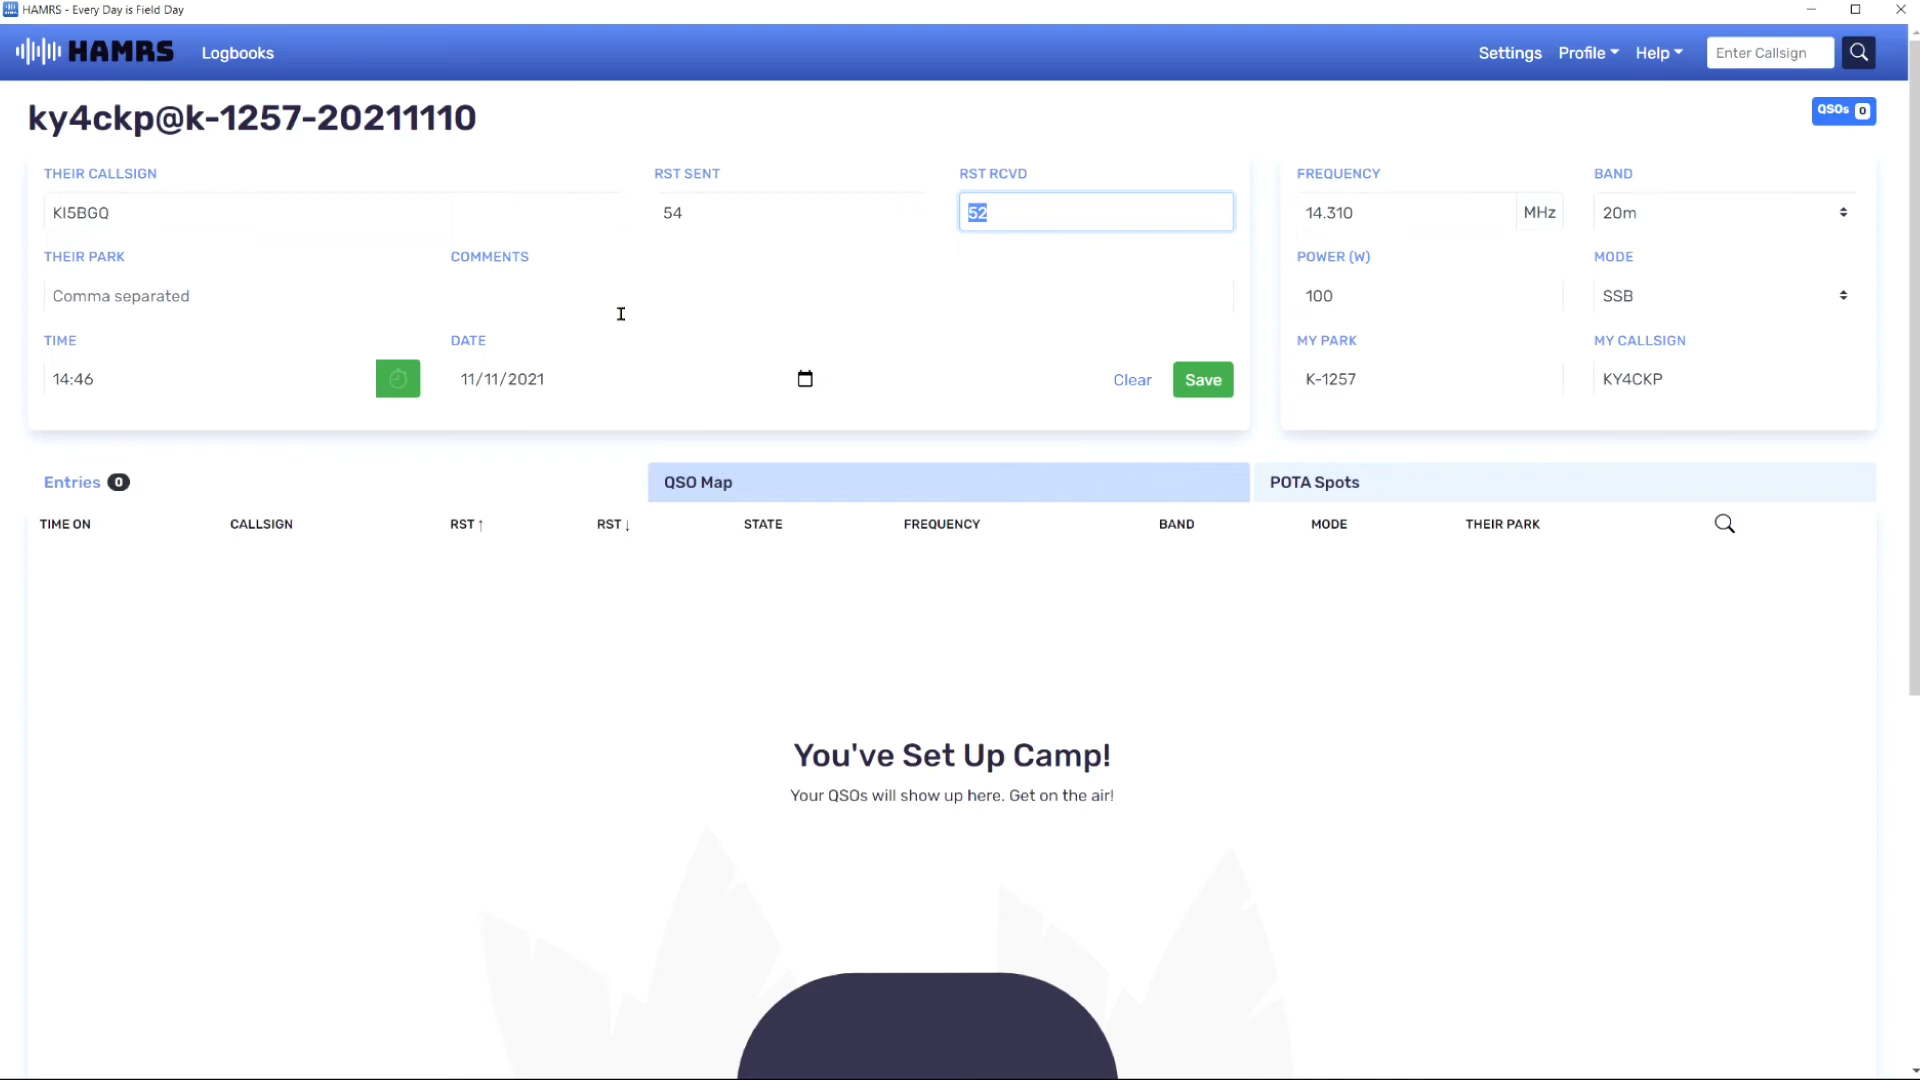 HAMRS - Every Day is Field Day
HAMRS Logbooks Settings Profile Help Enter Callsign
ky4ckp@k-1257-20211110 QSOs 0
THEIR CALLSIGN RST SENT RST RCVD FREQUENCY BAND
KI5BGQ 54 52 14.310 MHz 20m
THEIR PARK COMMENTS POWER (W) MODE
Comma separated 100 SSB
TIME DATE MY PARK MY CALLSIGN
14:46 11/11/2021 Clear Save K-1257 KY4CKP
Entries 0 QSO Map POTA Spots
TIME ON CALLSIGN RST↑ RST↓ STATE FREQUENCY BAND MODE THEIR PARK
You've Set Up Camp!
Your QSOs will show up here. Get on the air!